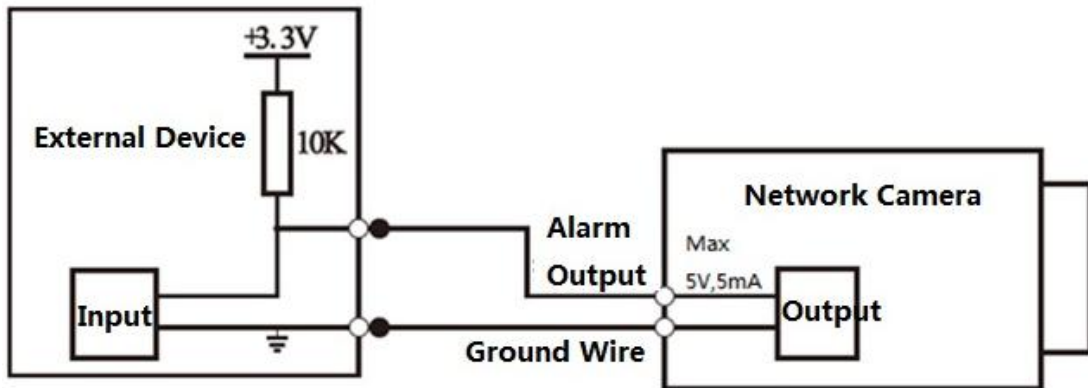 +3.3V
External Device
10K
Network Camera
Alarm
Output
Max
5V,5mA
Input
Output
Ground Wire